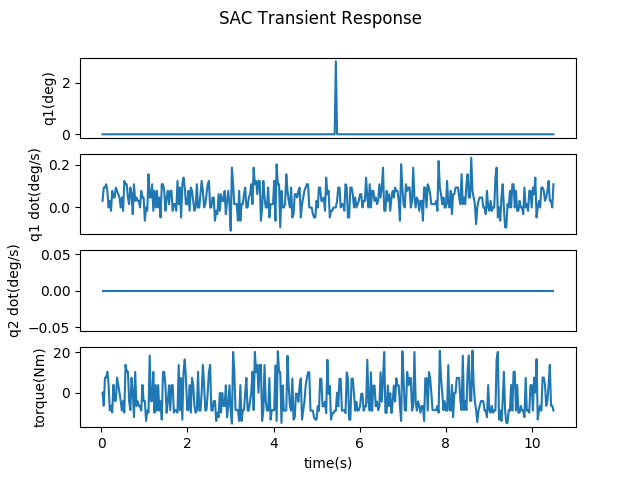 SAC Transient Response
q1(deg)
2
0
q1 dot(deg/s)
0.2
0.0
q2 dot(deg/s)
0.05
0.00
−0.05
torque(Nm)
20
0
0 2 4 6 8 10
time(s)